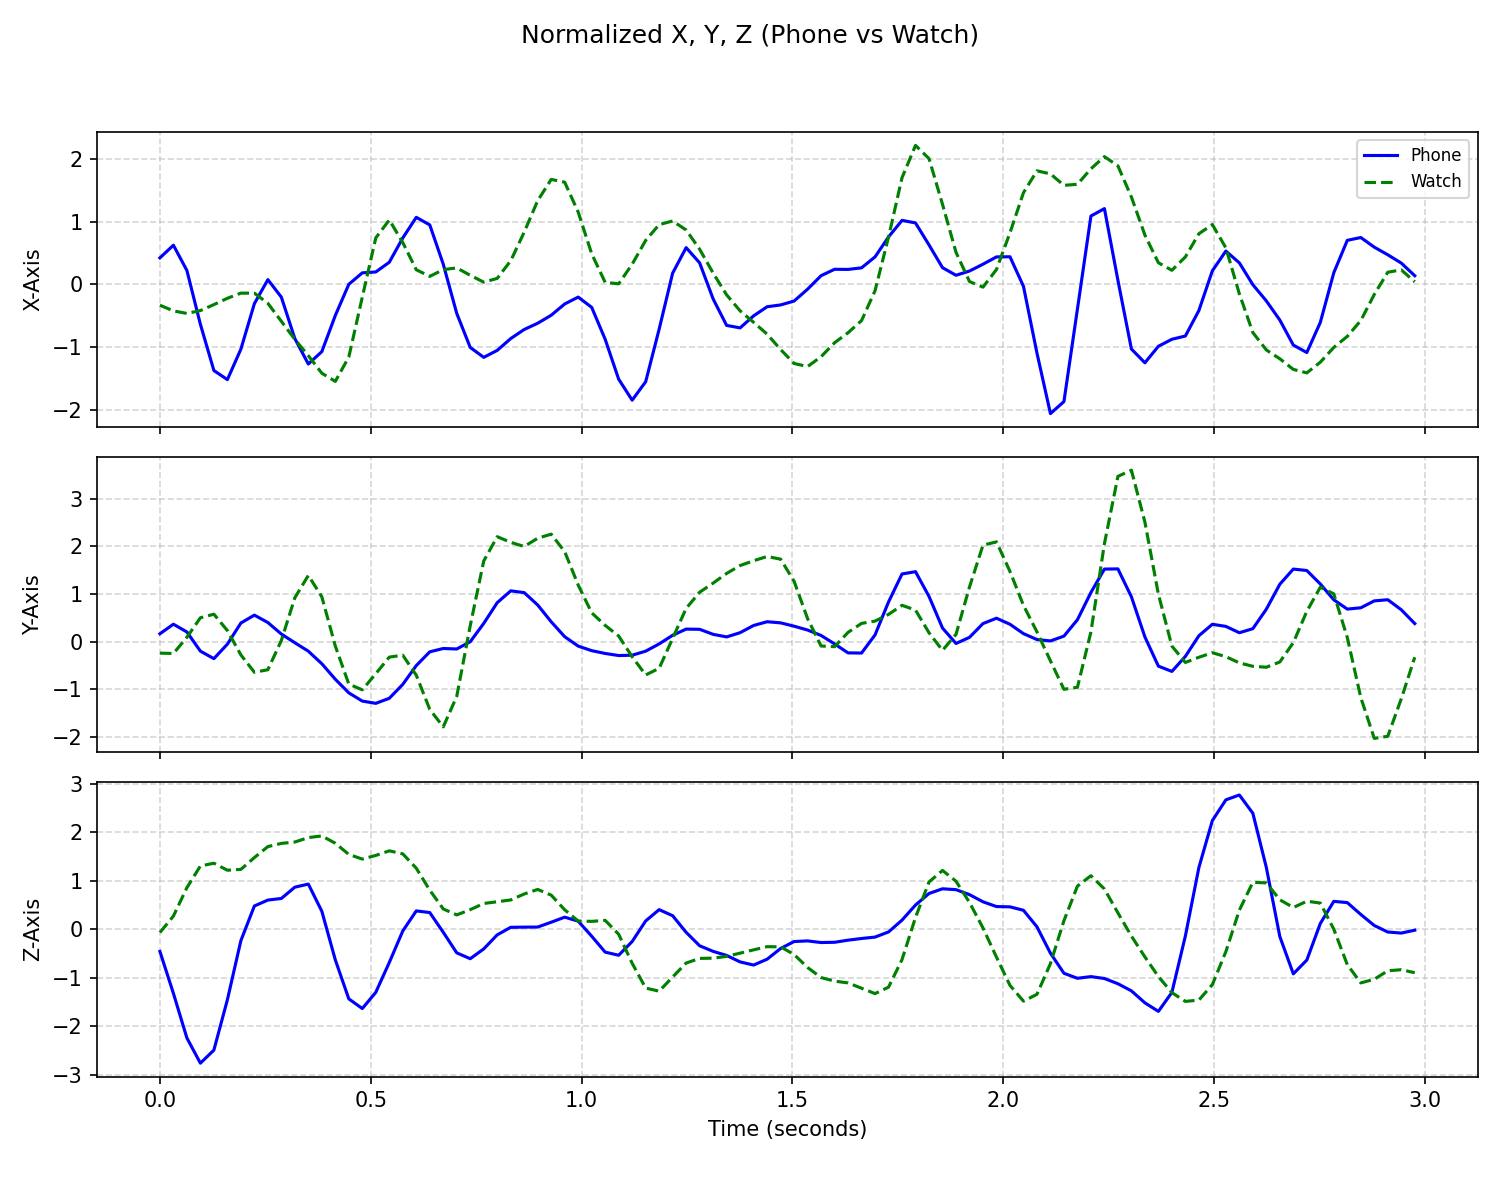 Normalized X, Y, Z (Phone vs Watch)
X-Axis
2
1
0
−1
−2
Phone
Watch
Y-Axis
3
2
1
0
−1
−2
Z-Axis
3
2
1
0
−1
−2
−3
0.0 0.5 1.0 1.5 2.0 2.5 3.0
Time (seconds)